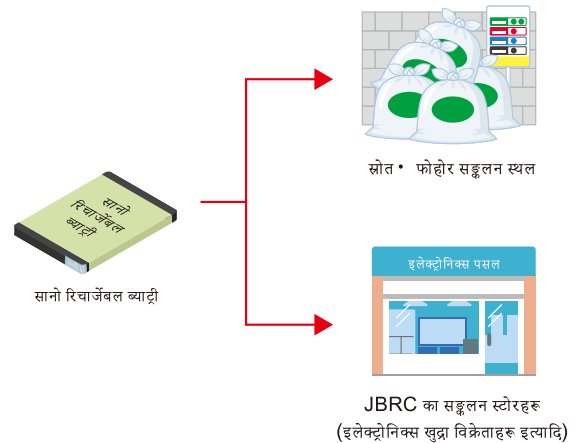 स्रोत • फोहोर सङ्कलन स्थल
सानो
रिचार्जेबल
ब्याट्री
सानो रिचार्जेबल ब्याट्री
इलेक्ट्रोनिक्स पसल
JBRC का सङ्कलन स्टोरहरू
(इलेक्ट्रोनिक्स खुद्रा विक्रेताहरू इत्यादि)